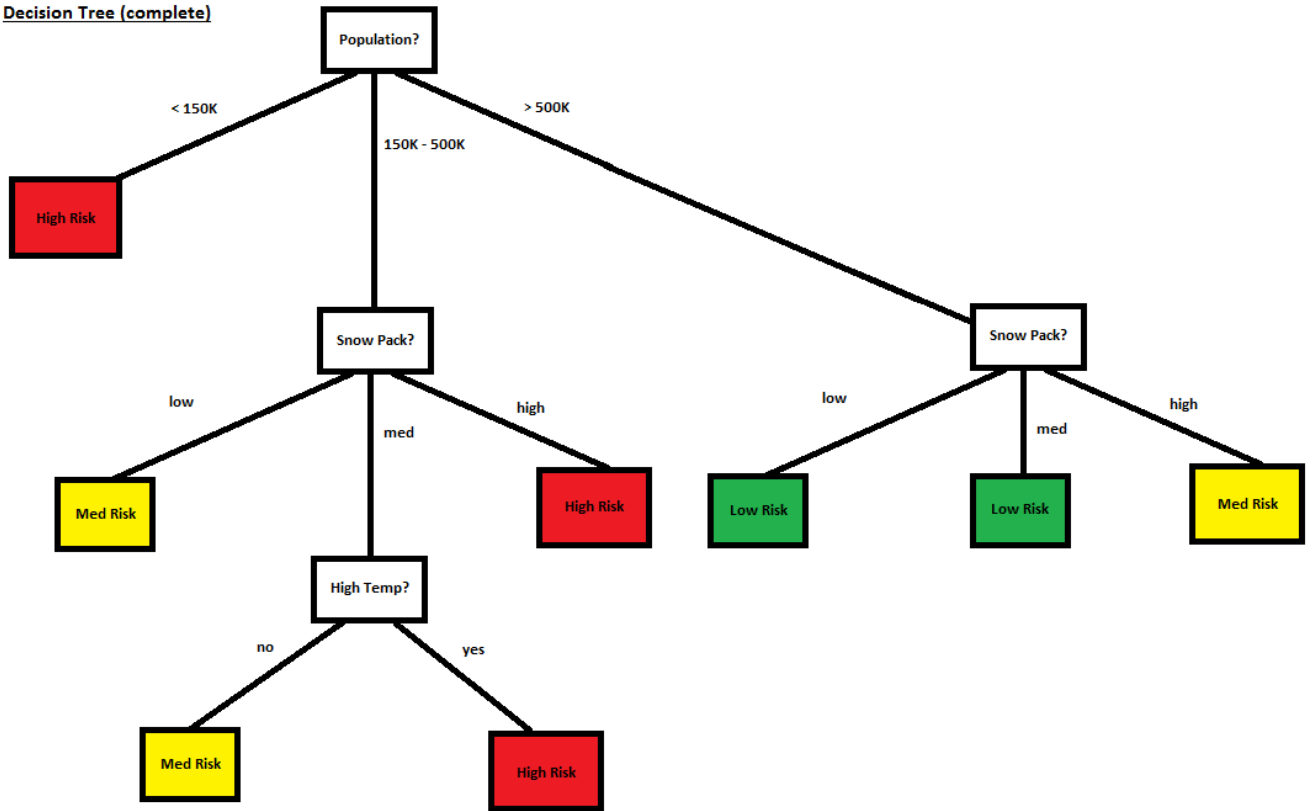 Decision Tree (complete)
Population?
< 150K
> 500K
150K - 500K
High Risk
Snow Pack?
Snow Pack?
low
med
high
low
med
high
Med Risk
High Risk
Low Risk
Low Risk
Med Risk
High Temp?
no
yes
Med Risk
High Risk